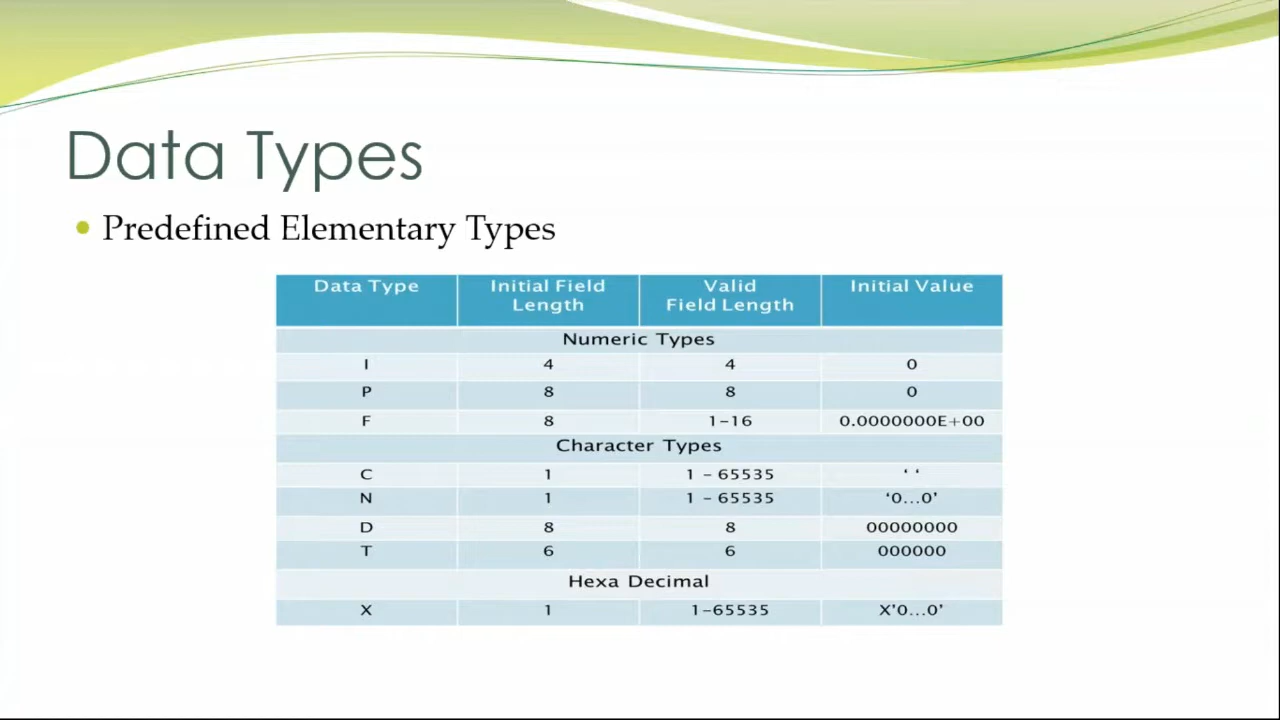 Data Types
• Predefined Elementary Types
Data Type Initial Field Length Valid Field Length Initial Value
Numeric Types
I 4 4 0
P 8 8 0
F 8 1-16 0.0000000E+00
Character Types
C 1 1 - 65535 ‘ ‘
N 1 1 - 65535 ‘0...0’
D 8 8 00000000
T 6 6 000000
Hexa Decimal
X 1 1-65535 X’0...0’